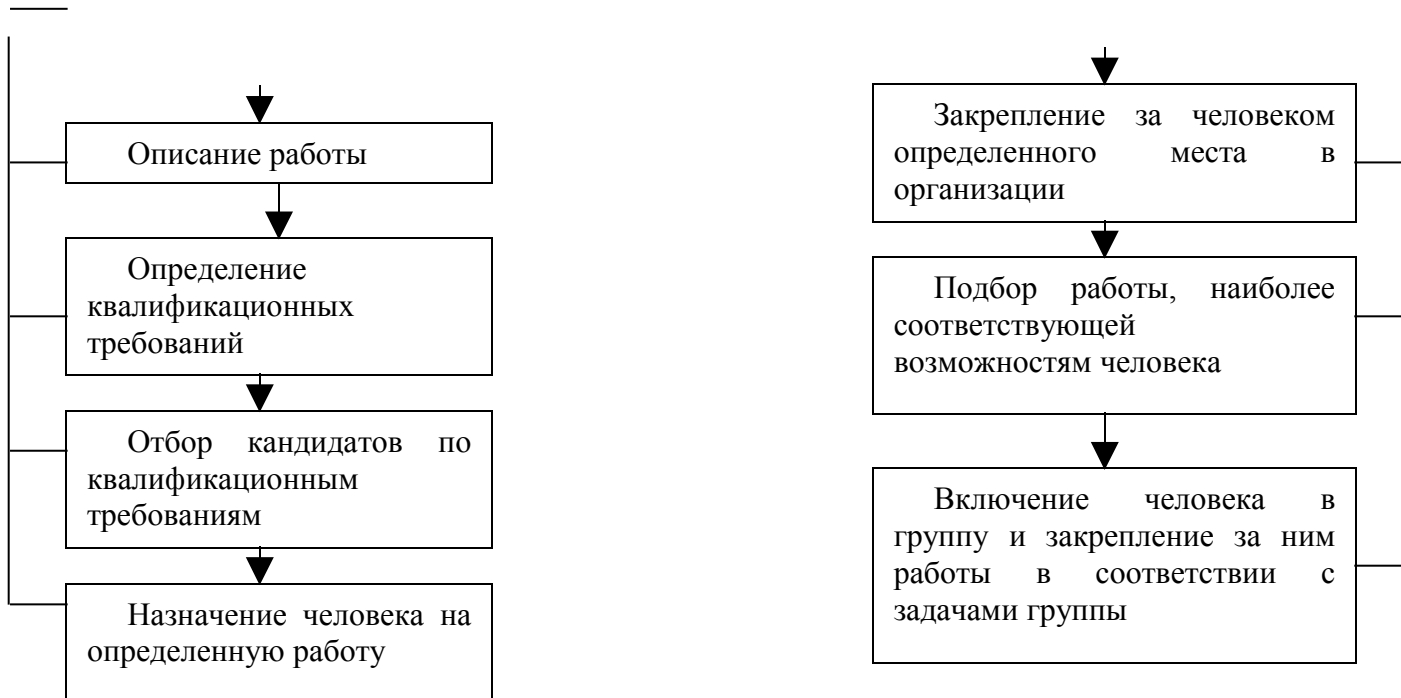 Описание работы
Определение
квалификационных
требований
Отбор кандидатов по
квалификационным
требованиям
Назначение человека на
определенную работу
Закрепление за человеком
определенного места в
организации
Подбор работы, наиболее
соответствующей
возможностям человека
Включение человека в
группу и закрепление за ним
работы в соответствии с
задачами группы